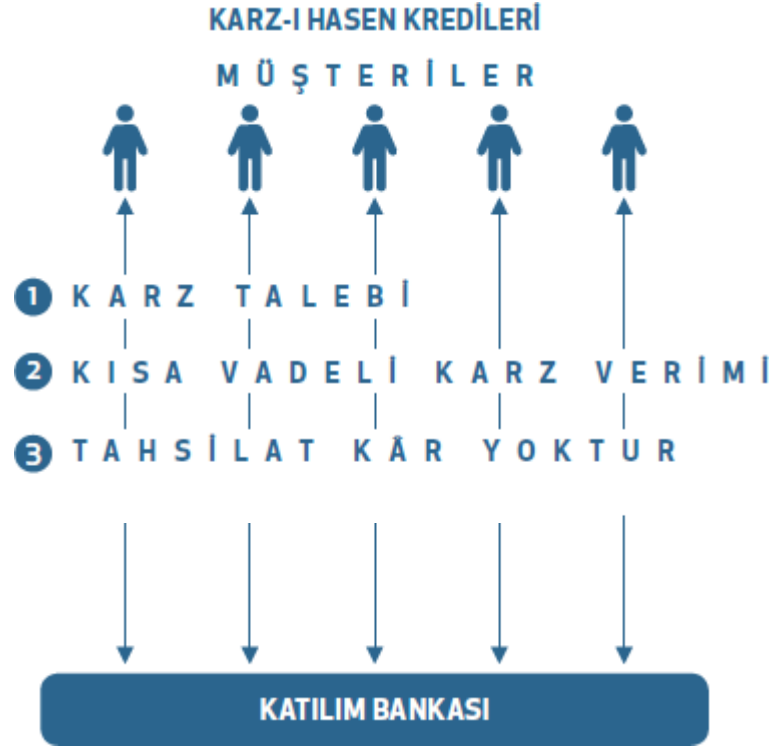 KARZ-I HASEN KREDİLERİ
MÜŞTERİLER
1 KARZ TALEBİ
2 KISA VADELİ KARZ VERİMİ
3 TAHSİLAT KÂR YOKTUR
KATILIM BANKASI